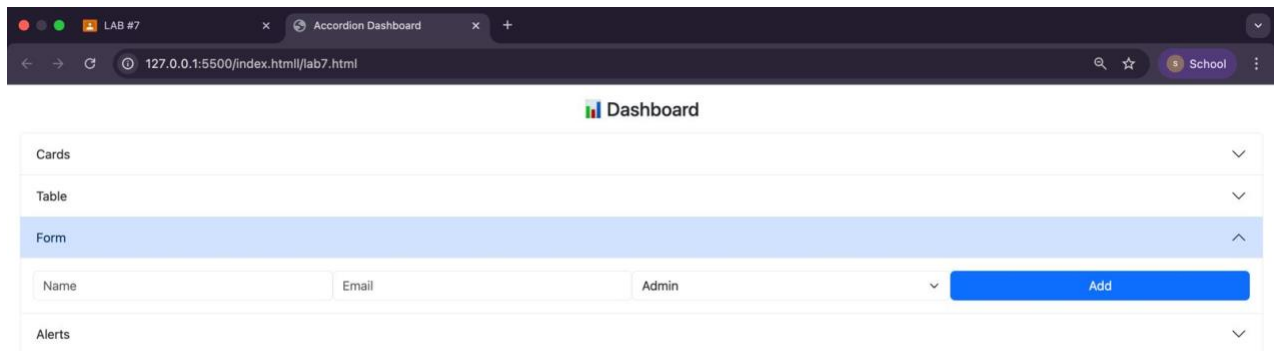 LAB #7
Accordion Dashboard
127.0.0.1:5500/index.htmll/lab7.html
S School
Dashboard
Cards
Table
Form
Name Email Admin Add
Alerts